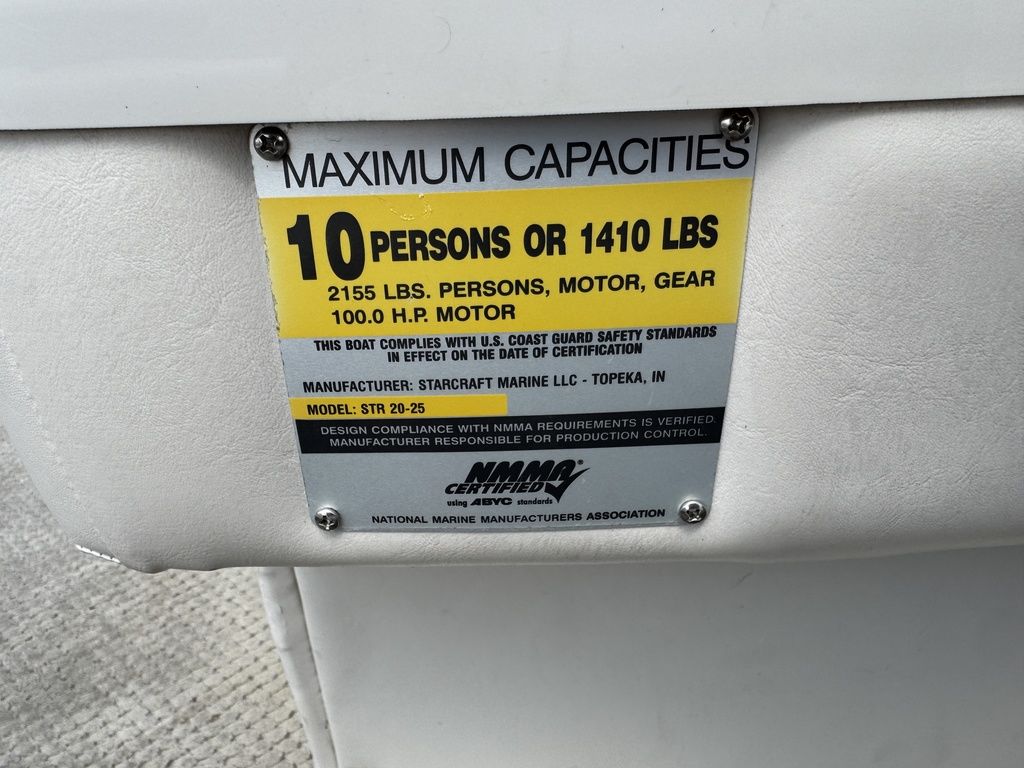 MAXIMUM CAPACITIES
10 PERSONS OR 1410 LBS
2155 LBS. PERSONS, MOTOR, GEAR
100.0 H.P. MOTOR
THIS BOAT COMPLIES WITH U.S. COAST GUARD SAFETY STANDARDS
IN EFFECT ON THE DATE OF CERTIFICATION
MANUFACTURER: STARCRAFT MARINE LLC - TOPEKA, IN
MODEL: STR 20-25
DESIGN COMPLIANCE WITH NMMA REQUIREMENTS IS VERIFIED.
MANUFACTURER RESPONSIBLE FOR PRODUCTION CONTROL.
NMMA®
CERTIFIED
using ABYC standards
NATIONAL MARINE MANUFACTURERS ASSOCIATION